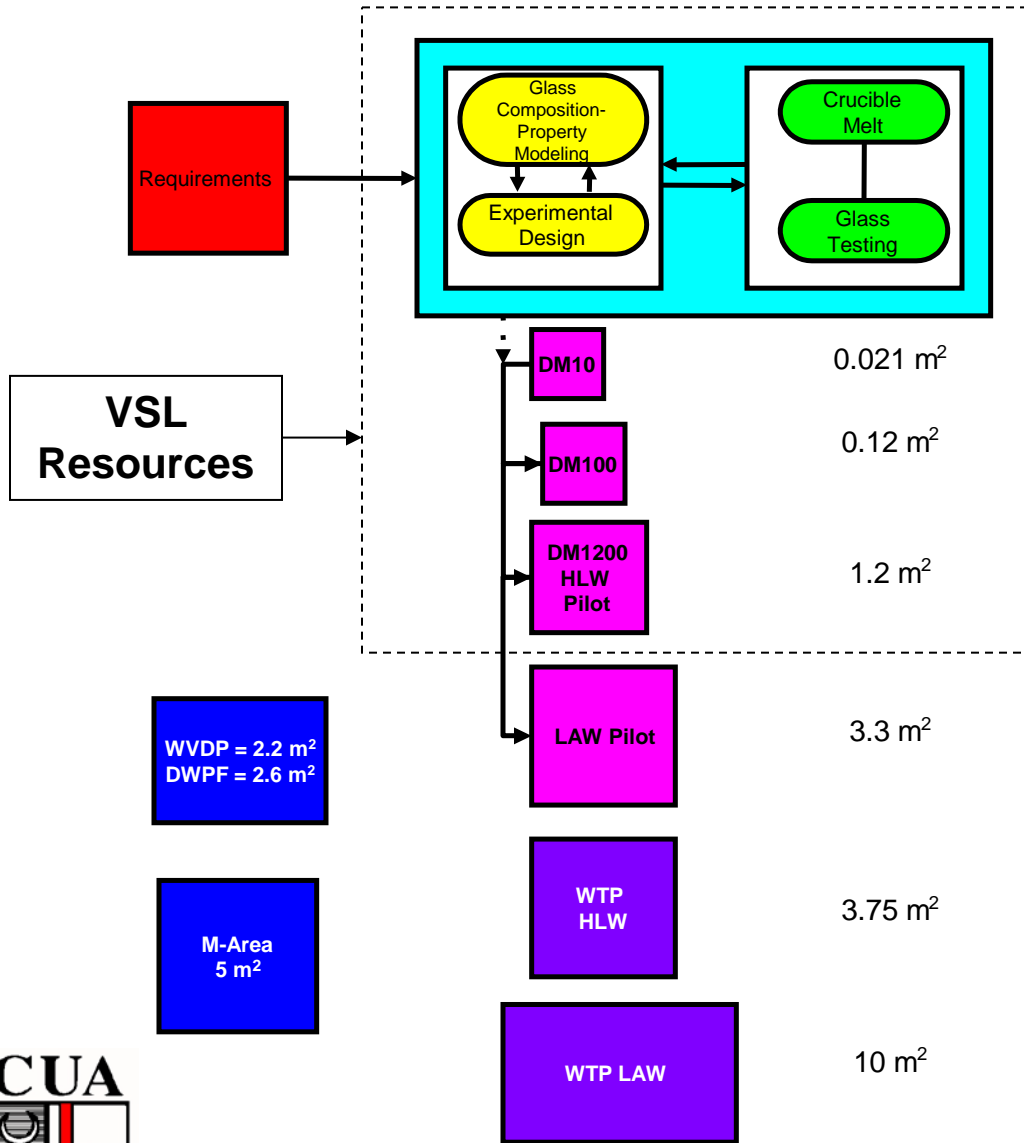 Glass
Composition-
Property
Modeling
Experimental
Design
Crucible
Melt
Glass
Testing
Requirements
DM10
0.021 m²
VSL
Resources
DM100
0.12 m²
DM1200
HLW
Pilot
1.2 m²
WVDP = 2.2 m²
DWPF = 2.6 m²
LAW Pilot
3.3 m²
M-Area
5 m²
WTP
HLW
3.75 m²
WTP LAW
10 m²
CUA